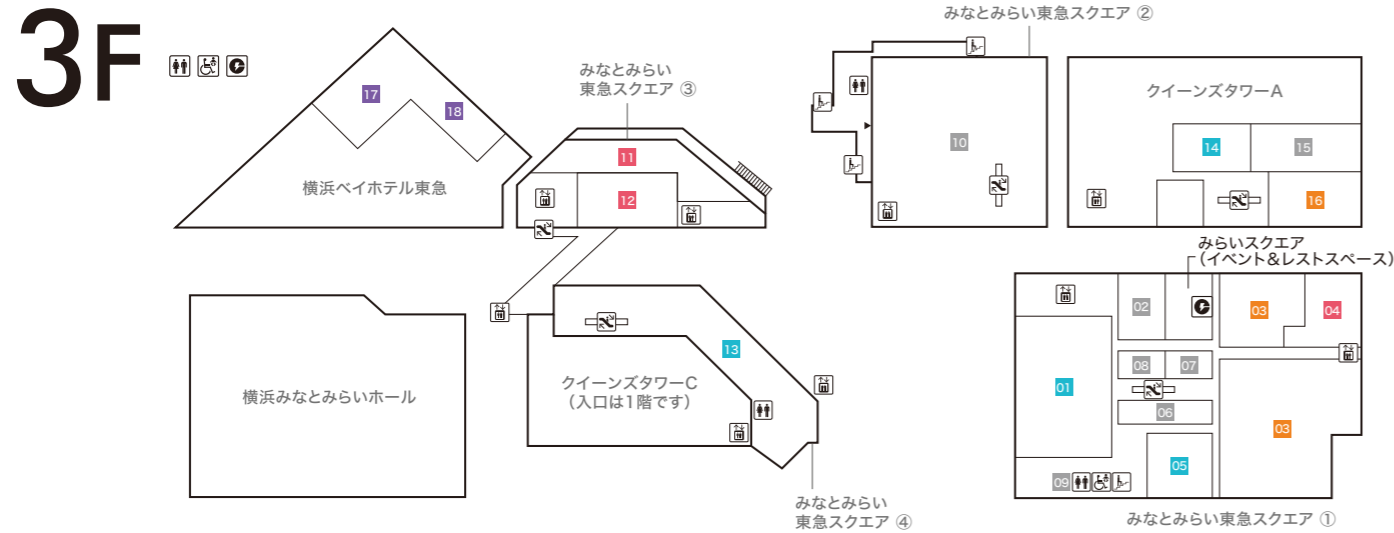 3F
みなとみらい東急スクエア ②
みなとみらい
東急スクエア ③
クイーンズタワーA
17
18
11
12
10
14
15
16
横浜ベイホテル東急
みらいスクエア
(イベント&レストスペース)
02
03
04
13
08
07
01
06
03
05
09
クイーンズタワーC
(入口は1階です)
横浜みなとみらいホール
みなとみらい
東急スクエア ④
みなとみらい東急スクエア ①